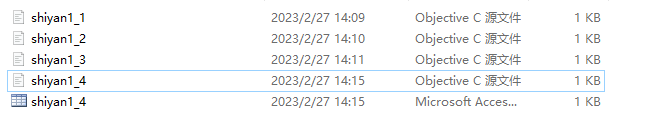 shiyan1_1 2023/2/27 14:09 Objective C 源文件 1 KB
shiyan1_2 2023/2/27 14:10 Objective C 源文件 1 KB
shiyan1_3 2023/2/27 14:11 Objective C 源文件 1 KB
shiyan1_4 2023/2/27 14:15 Objective C 源文件 1 KB
shiyan1_4 2023/2/27 14:15 Microsoft Acces... 1 KB